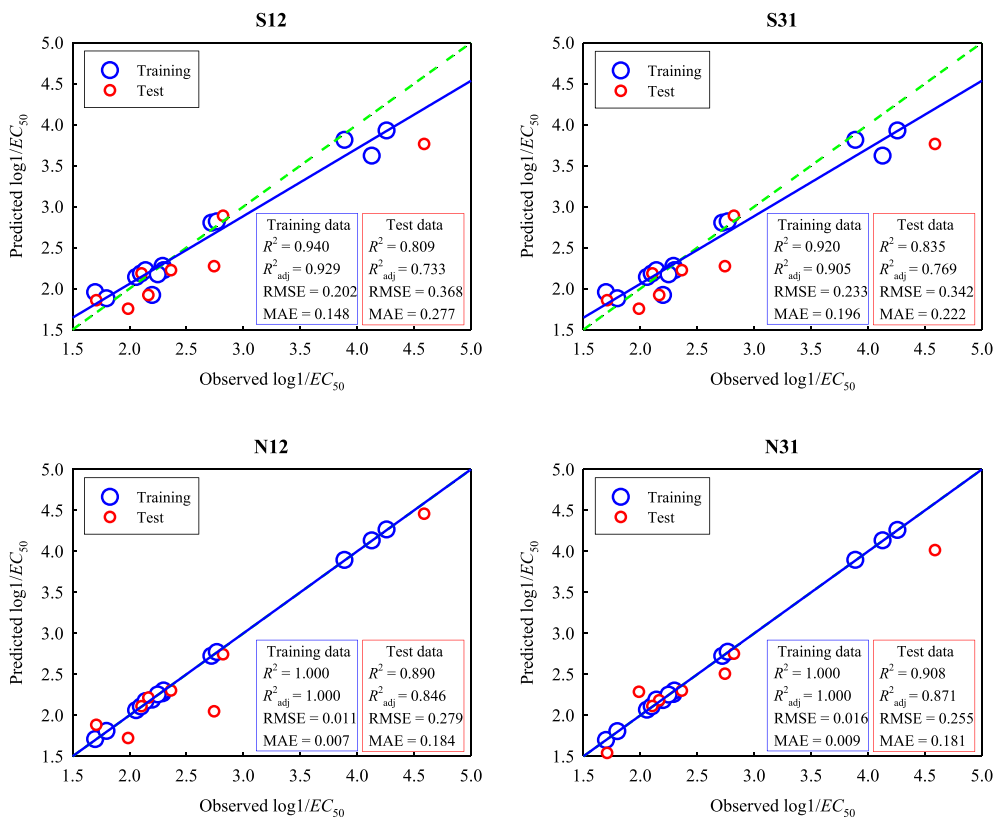 S12
5.0
4.5
4.0
3.5
3.0
2.5
2.0
1.5
Predicted log1/EC50
Training
Test
Training data
R2 = 0.940
R2adj = 0.929
RMSE = 0.202
MAE = 0.148
Test data
R2 = 0.809
R2adj = 0.733
RMSE = 0.368
MAE = 0.277
1.5 2.0 2.5 3.0 3.5 4.0 4.5 5.0
Observed log1/EC50
S31
5.0
4.5
4.0
3.5
3.0
2.5
2.0
1.5
Predicted log1/EC50
Training
Test
Training data
R2 = 0.920
R2adj = 0.905
RMSE = 0.233
MAE = 0.196
Test data
R2 = 0.835
R2adj = 0.769
RMSE = 0.342
MAE = 0.222
1.5 2.0 2.5 3.0 3.5 4.0 4.5 5.0
Observed log1/EC50
N12
5.0
4.5
4.0
3.5
3.0
2.5
2.0
1.5
Predicted log1/EC50
Training
Test
Training data
R2 = 1.000
R2adj = 1.000
RMSE = 0.011
MAE = 0.007
Test data
R2 = 0.890
R2adj = 0.846
RMSE = 0.279
MAE = 0.184
1.5 2.0 2.5 3.0 3.5 4.0 4.5 5.0
Observed log1/EC50
N31
5.0
4.5
4.0
3.5
3.0
2.5
2.0
1.5
Predicted log1/EC50
Training
Test
Training data
R2 = 1.000
R2adj = 1.000
RMSE = 0.016
MAE = 0.009
Test data
R2 = 0.908
R2adj = 0.871
RMSE = 0.255
MAE = 0.181
1.5 2.0 2.5 3.0 3.5 4.0 4.5 5.0
Observed log1/EC50